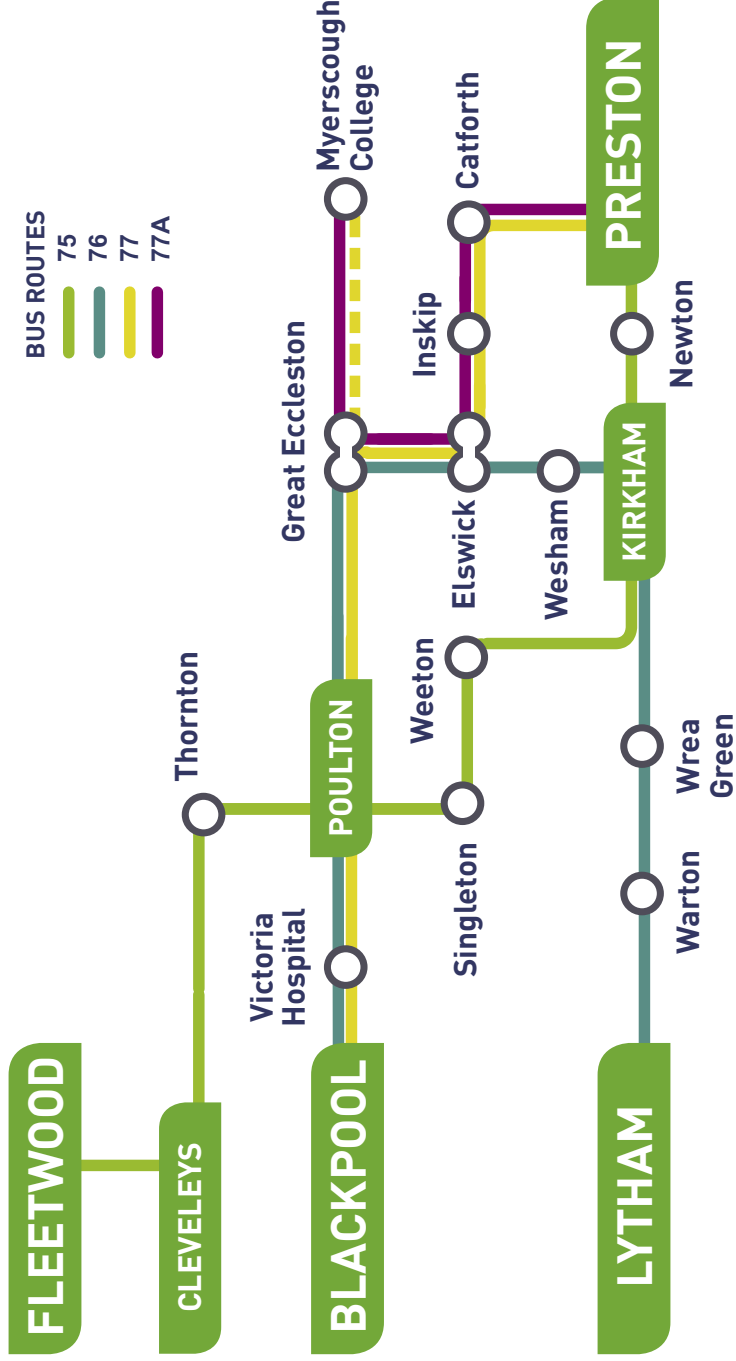 BUS ROUTES
75
76
77
77A
FLEETWOOD
CLEVELEYS
Thornton
BLACKPOOL
Victoria
Hospital
POULTON
Great Eccleston
Myerscough
College
Singleton
Weeton
Elswick
Inskip
Catforth
Wesham
LYTHAM
Warton
Wrea
Green
KIRKHAM
Newton
PRESTON